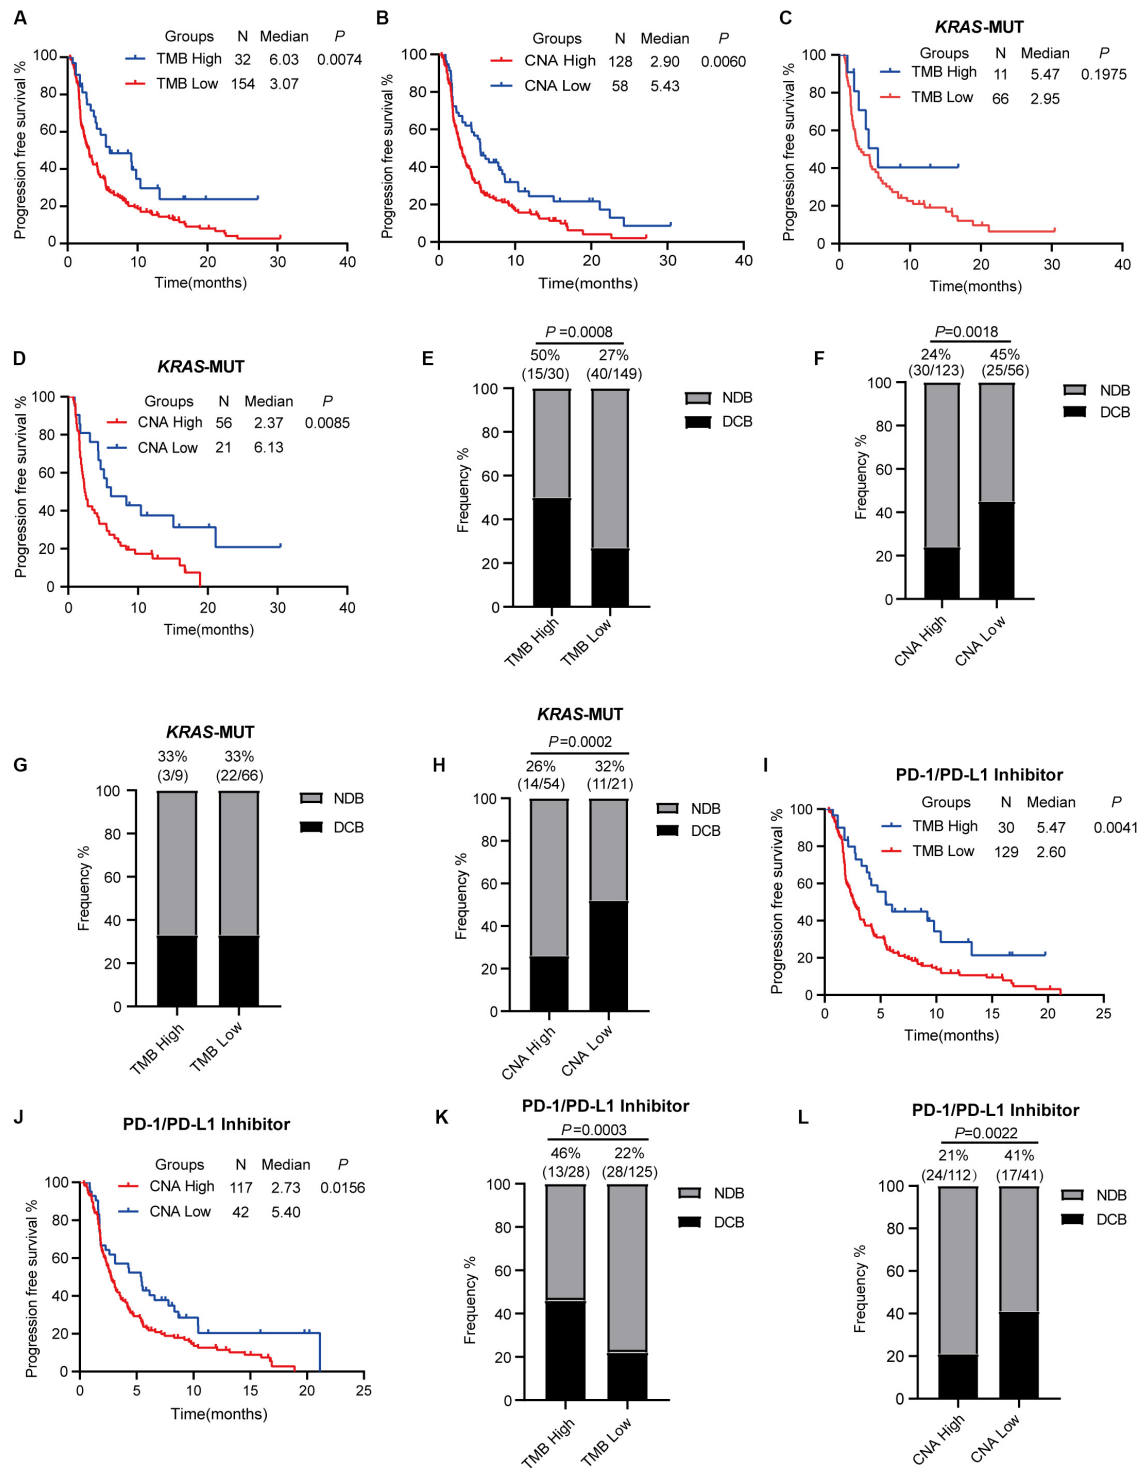 A
Groups N Median P
TMB High 32 6.03 0.0074
TMB Low 154 3.07
Progression free survival %
100
80
60
40
20
0
0 10 20 30 40
Time(months)
B
Groups N Median P
CNA High 128 2.90 0.0060
CNA Low 58 5.43
Progression free survival %
100
80
60
40
20
0
0 10 20 30 40
Time(months)
C
KRAS-MUT
Groups N Median P
TMB High 11 5.47 0.1975
TMB Low 66 2.95
Progression free survival %
100
80
60
40
20
0
0 10 20 30 40
Time(months)
D
KRAS-MUT
Groups N Median P
CNA High 56 2.37 0.0085
CNA Low 21 6.13
Progression free survival %
100
80
60
40
20
0
0 10 20 30 40
Time(months)
E
P =0.0008
50% 27%
(15/30) (40/149)
NDB
DCB
Frequency %
100
80
60
40
20
0
TMB High TMB Low
F
P=0.0018
24% 45%
(30/123) (25/56)
NDB
DCB
Frequency %
100
80
60
40
20
0
CNA High CNA Low
G
KRAS-MUT
33% 33%
(3/9) (22/66)
NDB
DCB
Frequency %
100
80
60
40
20
0
TMB High TMB Low
H
KRAS-MUT
P=0.0002
26% 32%
(14/54) (11/21)
NDB
DCB
Frequency %
100
80
60
40
20
0
CNA High CNA Low
I
PD-1/PD-L1 Inhibitor
Groups N Median P
TMB High 30 5.47 0.0041
TMB Low 129 2.60
Progression free survival %
100
80
60
40
20
0
0 5 10 15 20 25
Time(months)
J
PD-1/PD-L1 Inhibitor
Groups N Median P
CNA High 117 2.73 0.0156
CNA Low 42 5.40
Progression free survival %
100
80
60
40
20
0
0 5 10 15 20 25
Time(months)
K
PD-1/PD-L1 Inhibitor
P=0.0003
46% 22%
(13/28) (28/125)
NDB
DCB
Frequency %
100
80
60
40
20
0
TMB High TMB Low
L
PD-1/PD-L1 Inhibitor
P=0.0022
21% 41%
(24/112) (17/41)
NDB
DCB
Frequency %
100
80
60
40
20
0
CNA High CNA Low